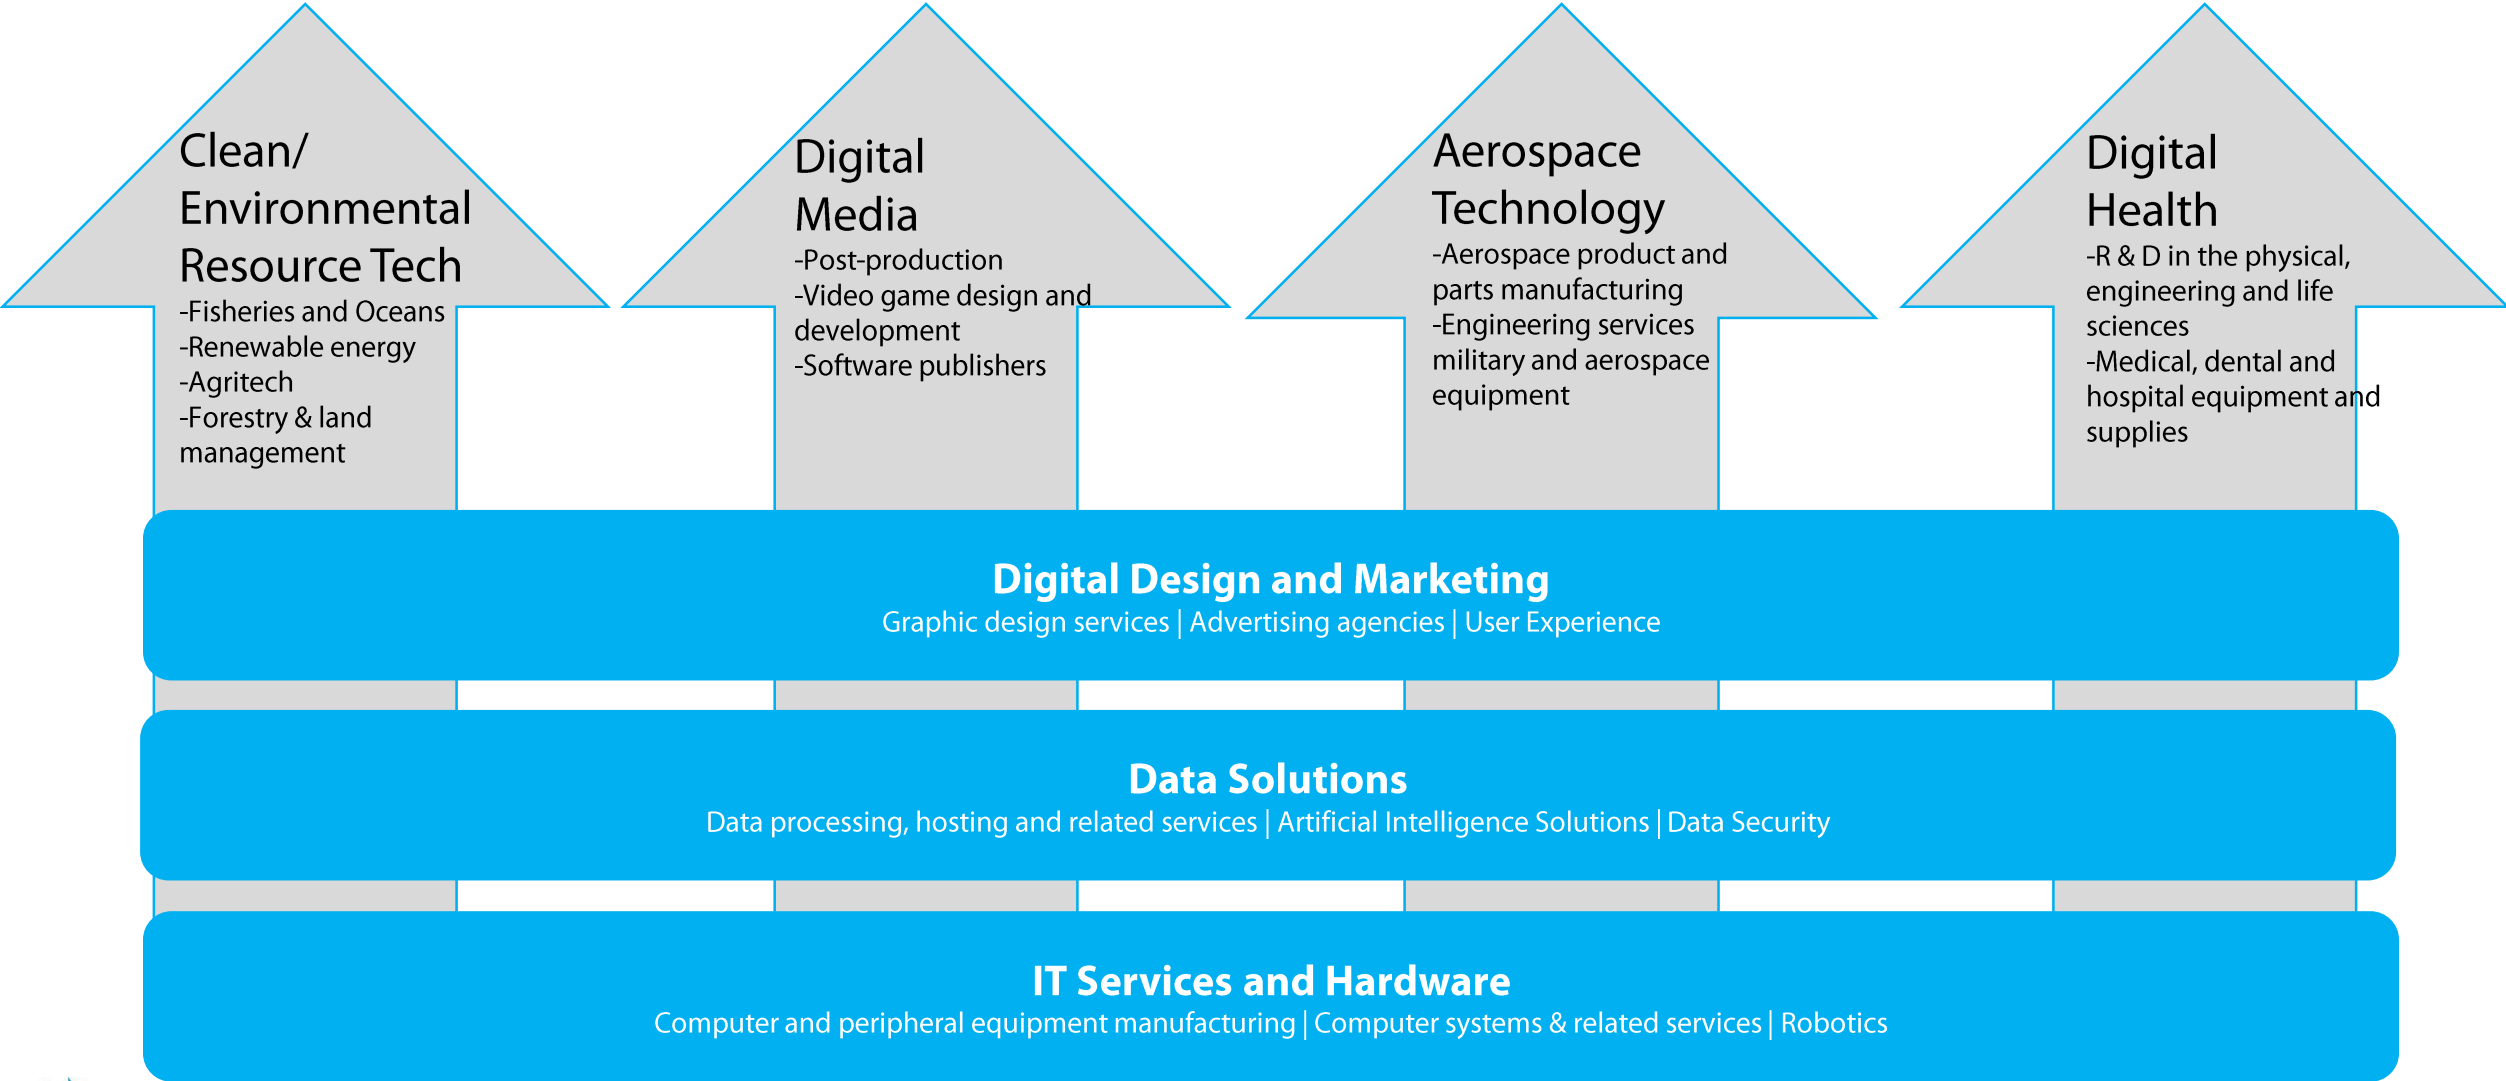 Clean/
Environmental
Resource Tech
-Fisheries and Oceans
-Renewable energy
-Agritech
-Forestry & land
management
Digital
Media
-Post-production
-Video game design and
development
-Software publishers
Aerospace
Technology
-Aerospace product and
parts manufacturing
-Engineering services
military and aerospace
equipment
Digital
Health
-R & D in the physical,
engineering and life
sciences
-Medical, dental and
hospital equipment and
supplies
Digital Design and Marketing
Graphic design services | Advertising agencies | User Experience
Data Solutions
Data processing, hosting and related services | Artificial Intelligence Solutions | Data Security
IT Services and Hardware
Computer and peripheral equipment manufacturing | Computer systems & related services | Robotics